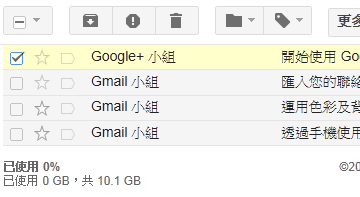 更多
Google+ 小組 開始使用 Goo
Gmail 小組 匯入您的聯絡
Gmail 小組 運用色彩及背
Gmail 小組 透過手機使用
已使用 0% ©20
已使用 0 GB，共 10.1 GB